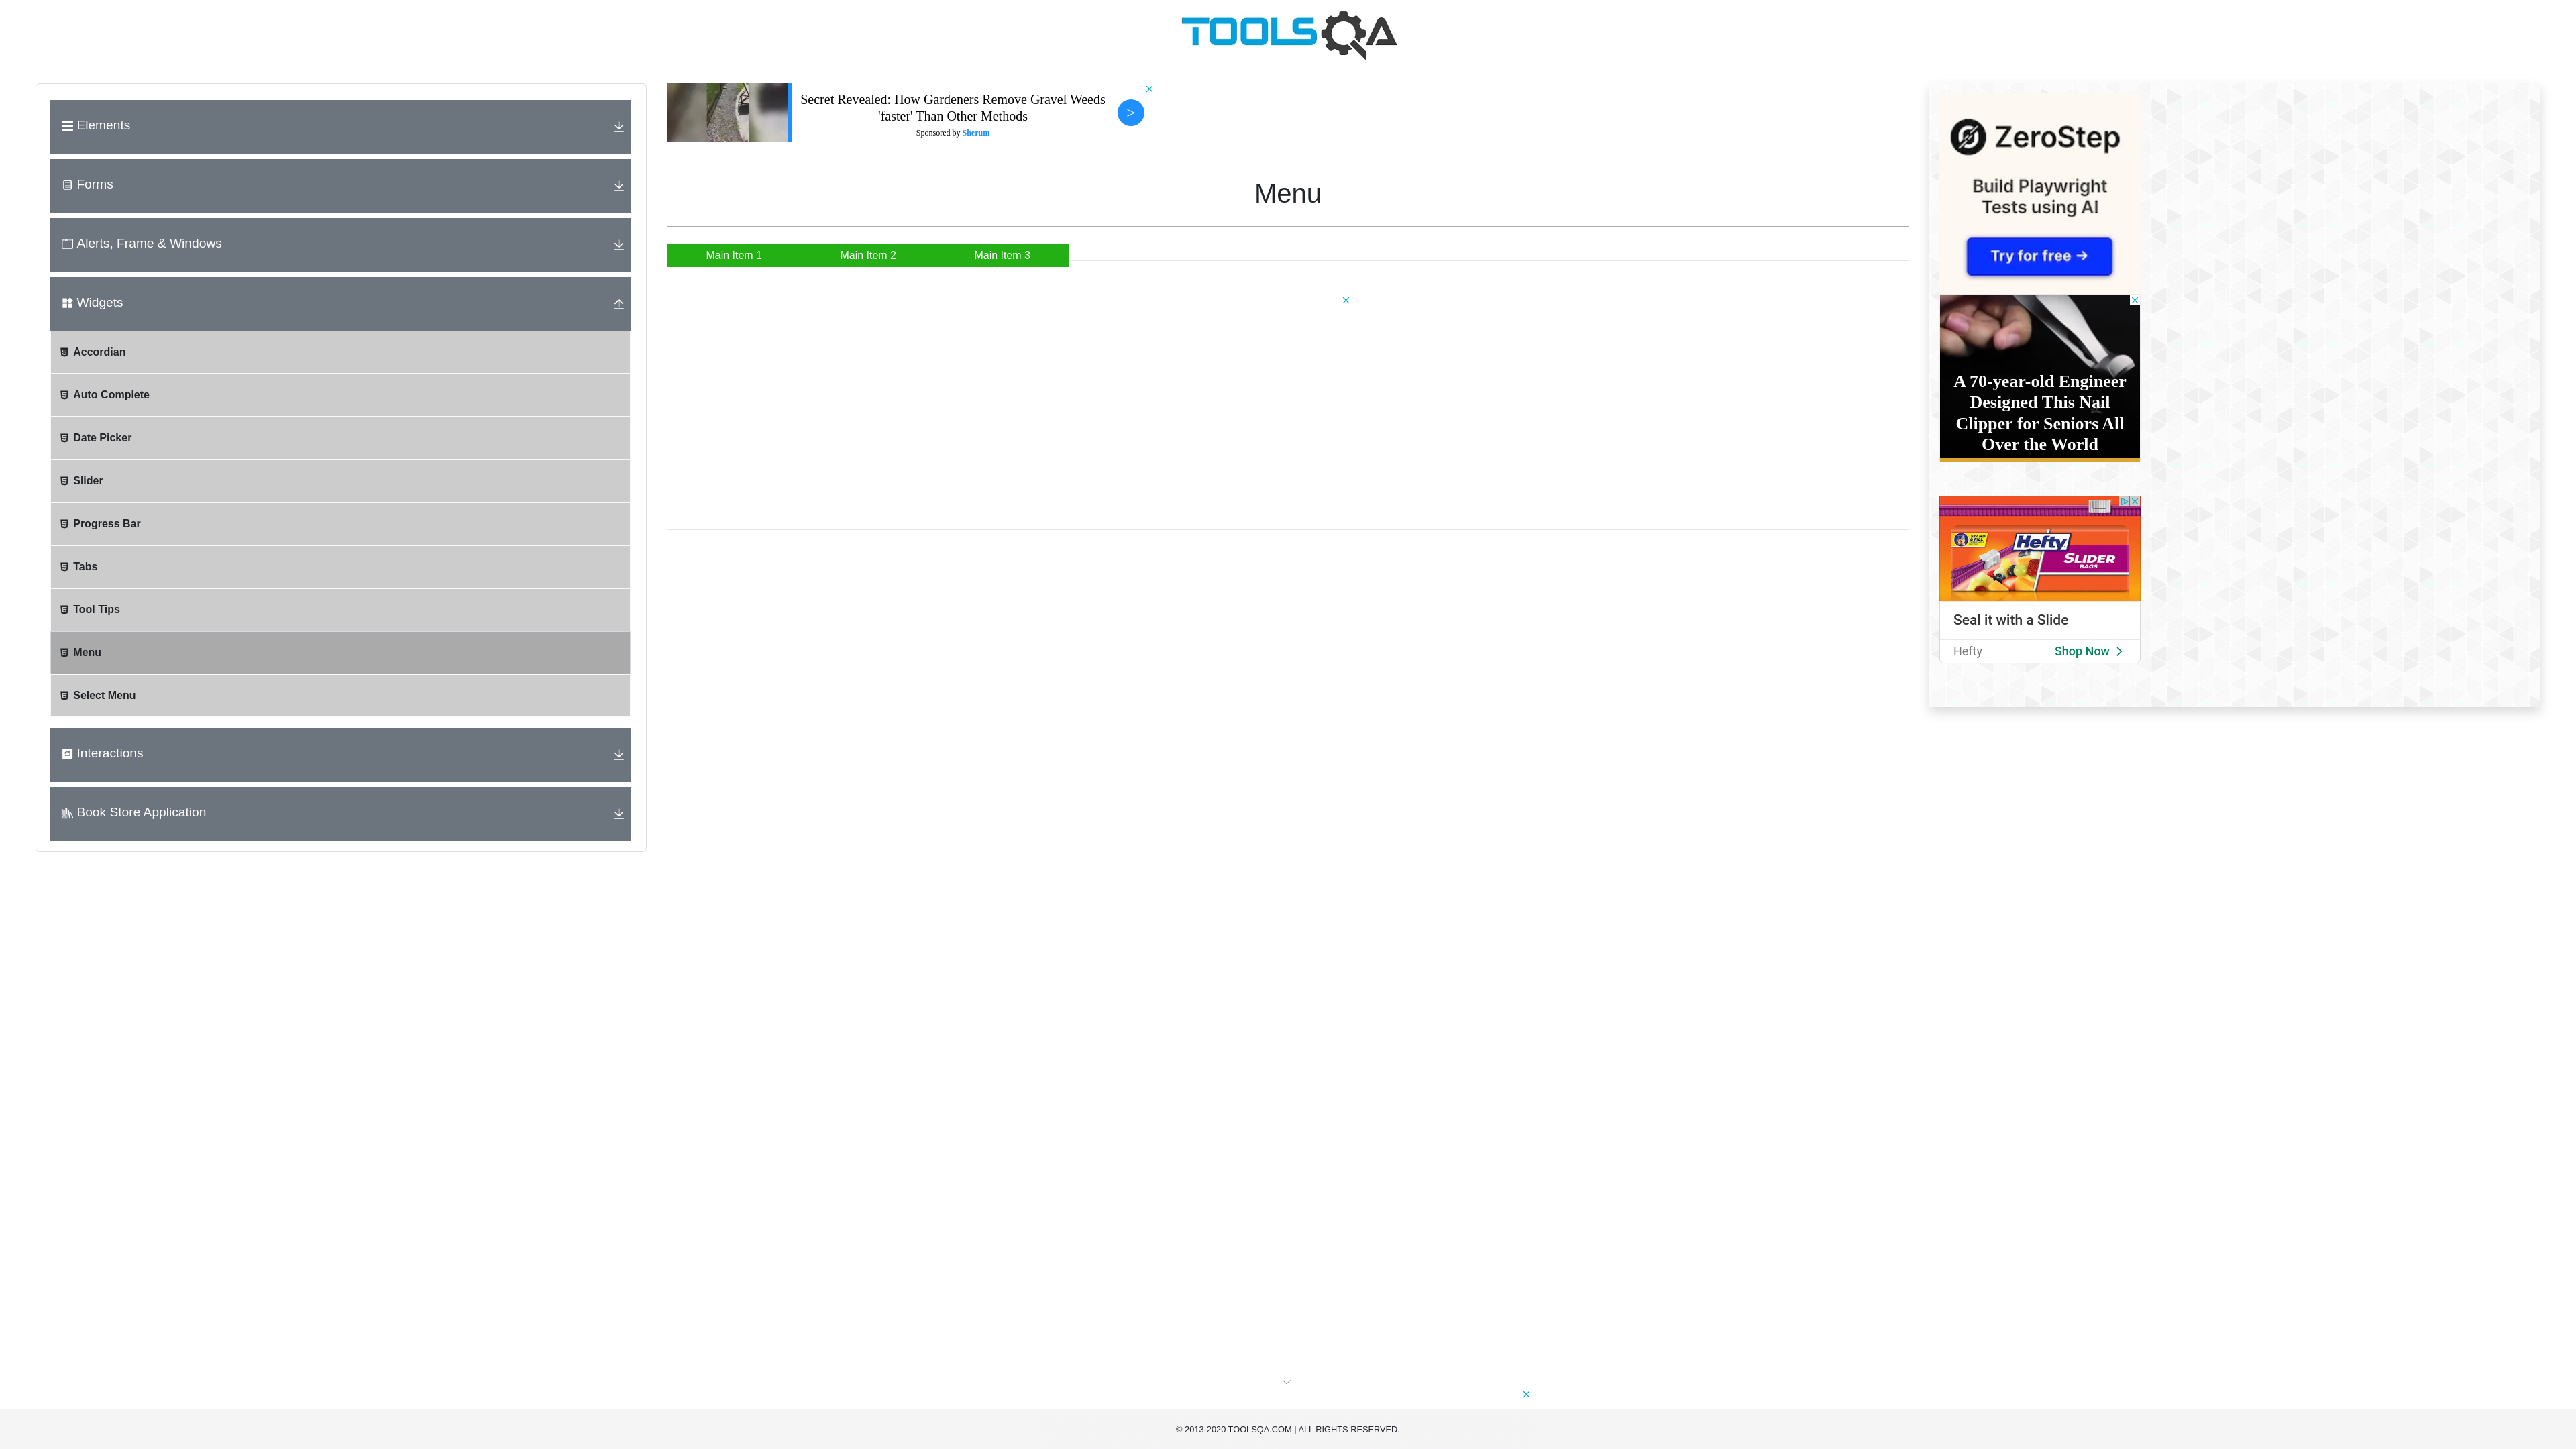 TOOLSQA
Elements
Forms
Alerts, Frame & Windows
Widgets
Accordian
Auto Complete
Date Picker
Slider
Progress Bar
Tabs
Tool Tips
Menu
Select Menu
Interactions
Book Store Application
Secret Revealed: How Gardeners Remove Gravel Weeds
'faster' Than Other Methods
Sponsored by Sherum
>
Menu
Main Item 1
Main Item 2
Main Item 3
ZeroStep
Build Playwright
Tests using AI
Try for free →
A 70-year-old Engineer
Designed This Nail
Clipper for Seniors All
Over the World
Hefty
SLIDER
BAGS
Seal it with a Slide
Hefty
Shop Now
© 2013-2020 TOOLSQA.COM | ALL RIGHTS RESERVED.